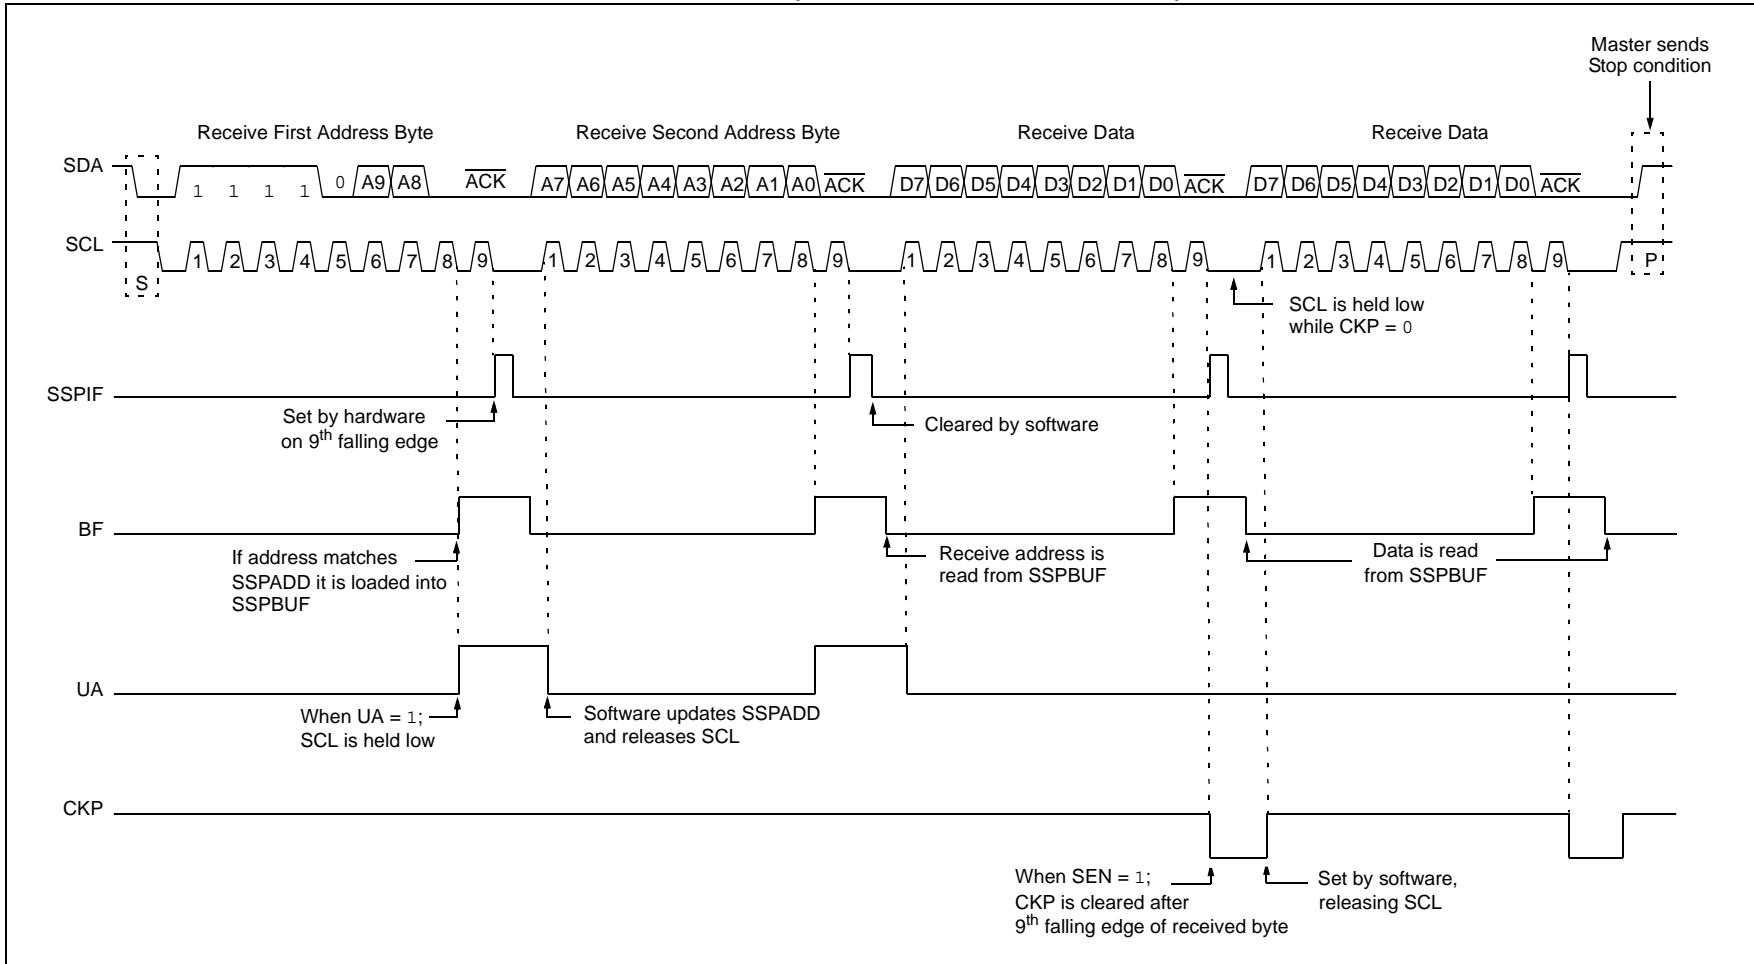 Master sends
Stop condition
Receive First Address Byte Receive Second Address Byte Receive Data Receive Data
SDA 1 1 1 1 0 A9 A8 ACK A7 A6 A5 A4 A3 A2 A1 A0 ACK D7 D6 D5 D4 D3 D2 D1 D0 ACK D7 D6 D5 D4 D3 D2 D1 D0 ACK
SCL 1 2 3 4 5 6 7 8 9 1 2 3 4 5 6 7 8 9 1 2 3 4 5 6 7 8 9 1 2 3 4 5 6 7 8 9
S P
SCL is held low
while CKP = 0
SSPIF
Set by hardware
on 9th falling edge
Cleared by software
BF
If address matches
SSPADD it is loaded into
SSPBUF
Receive address is
read from SSPBUF
Data is read
from SSPBUF
UA
When UA = 1;
SCL is held low
Software updates SSPADD
and releases SCL
CKP
When SEN = 1;
CKP is cleared after
9th falling edge of received byte
Set by software,
releasing SCL